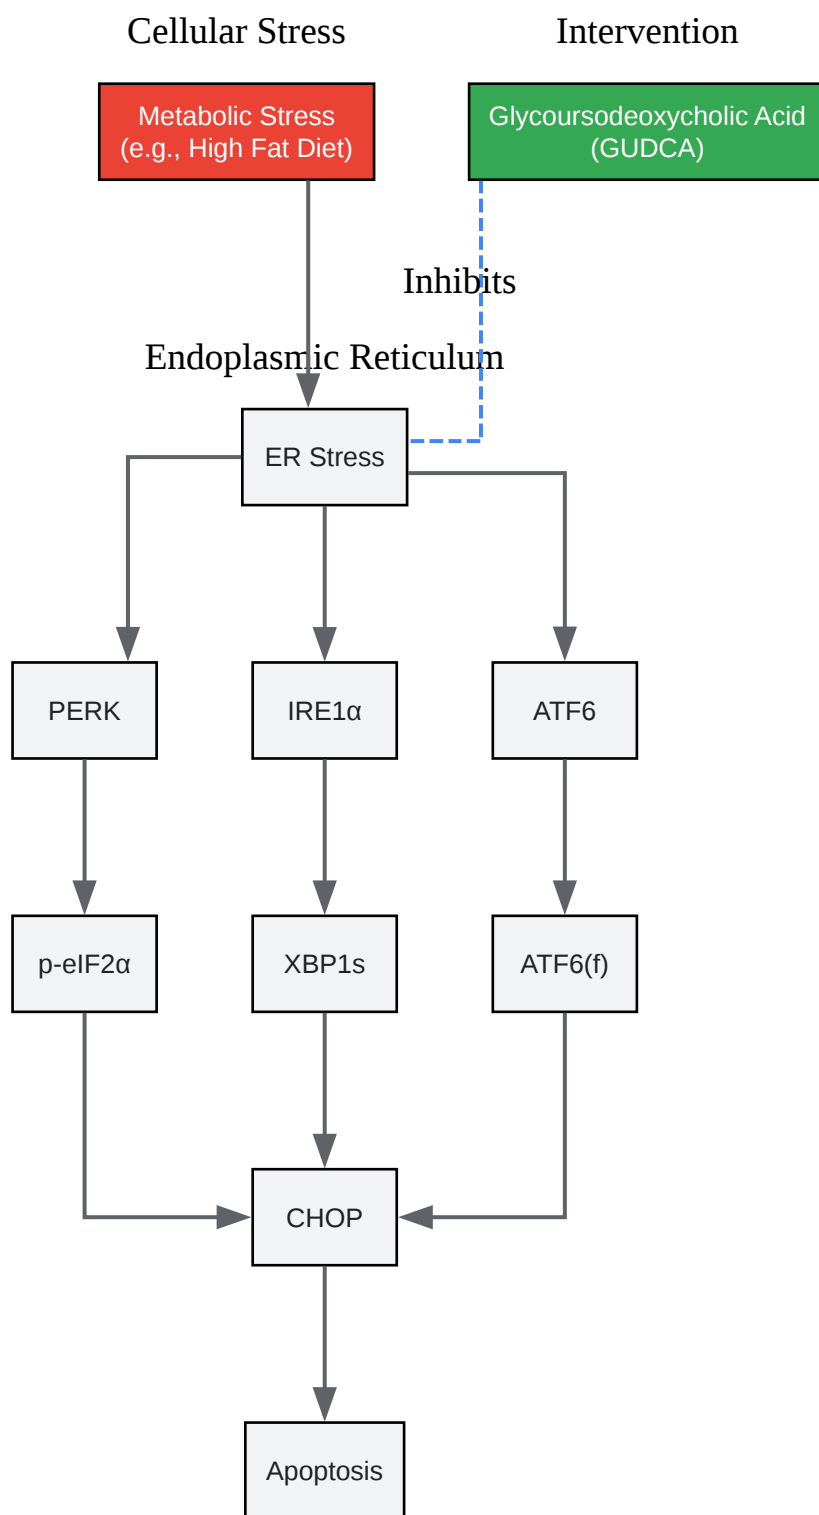 Cellular Stress
Intervention
Metabolic Stress
(e.g., High Fat Diet)
Glycoursodeoxycholic Acid
(GUDCA)
Inhibits
Endoplasmic Reticulum
ER Stress
PERK
IRE1α
ATF6
p-eIF2α
XBP1s
ATF6(f)
CHOP
Apoptosis